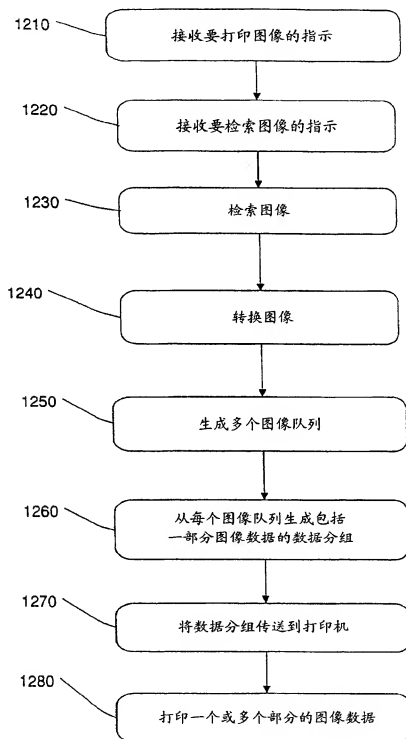 1210
接收要打印图像的指示
1220
接收要检索图像的指示
1230
检索图像
1240
转换图像
1250
生成多个图像队列
1260
从每个图像队列生成包括
一部分图像数据的数据分组
1270
将数据分组传送到打印机
1280
打印一个或多个部分的图像数据